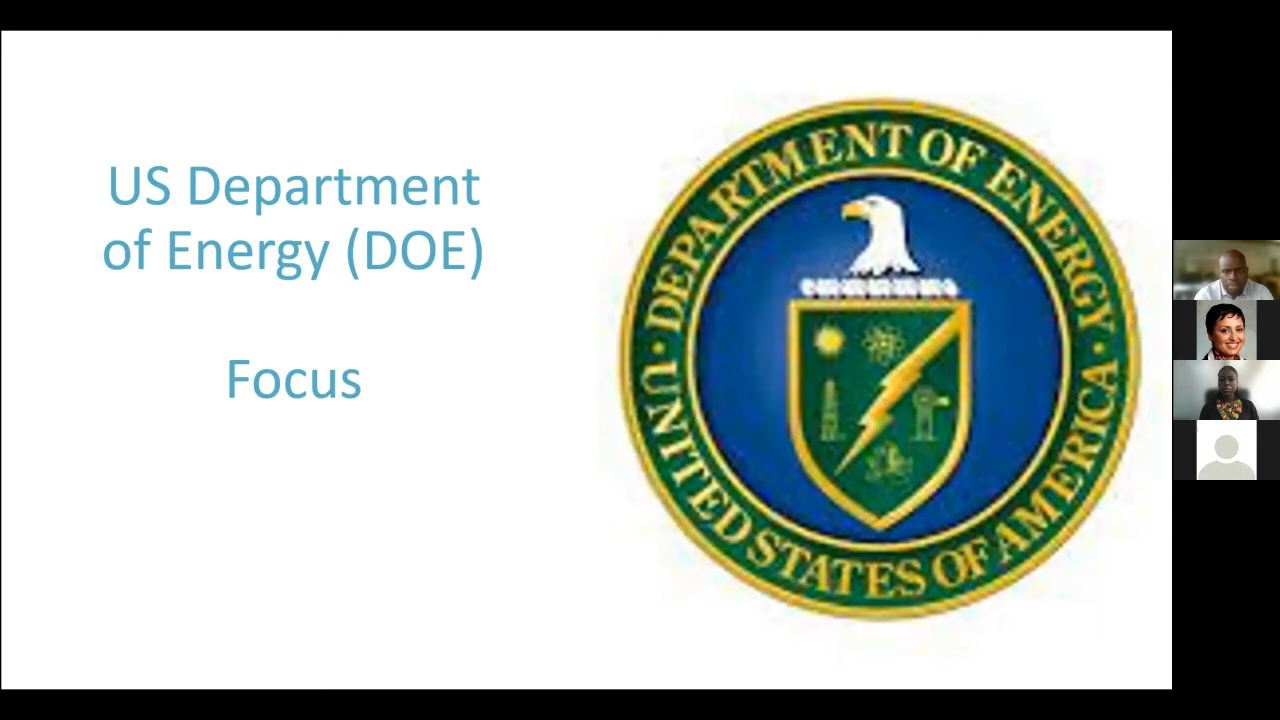 US Department
of Energy (DOE)
Focus
DEPARTMENT OF ENERGY
UNITED STATES OF AMERICA